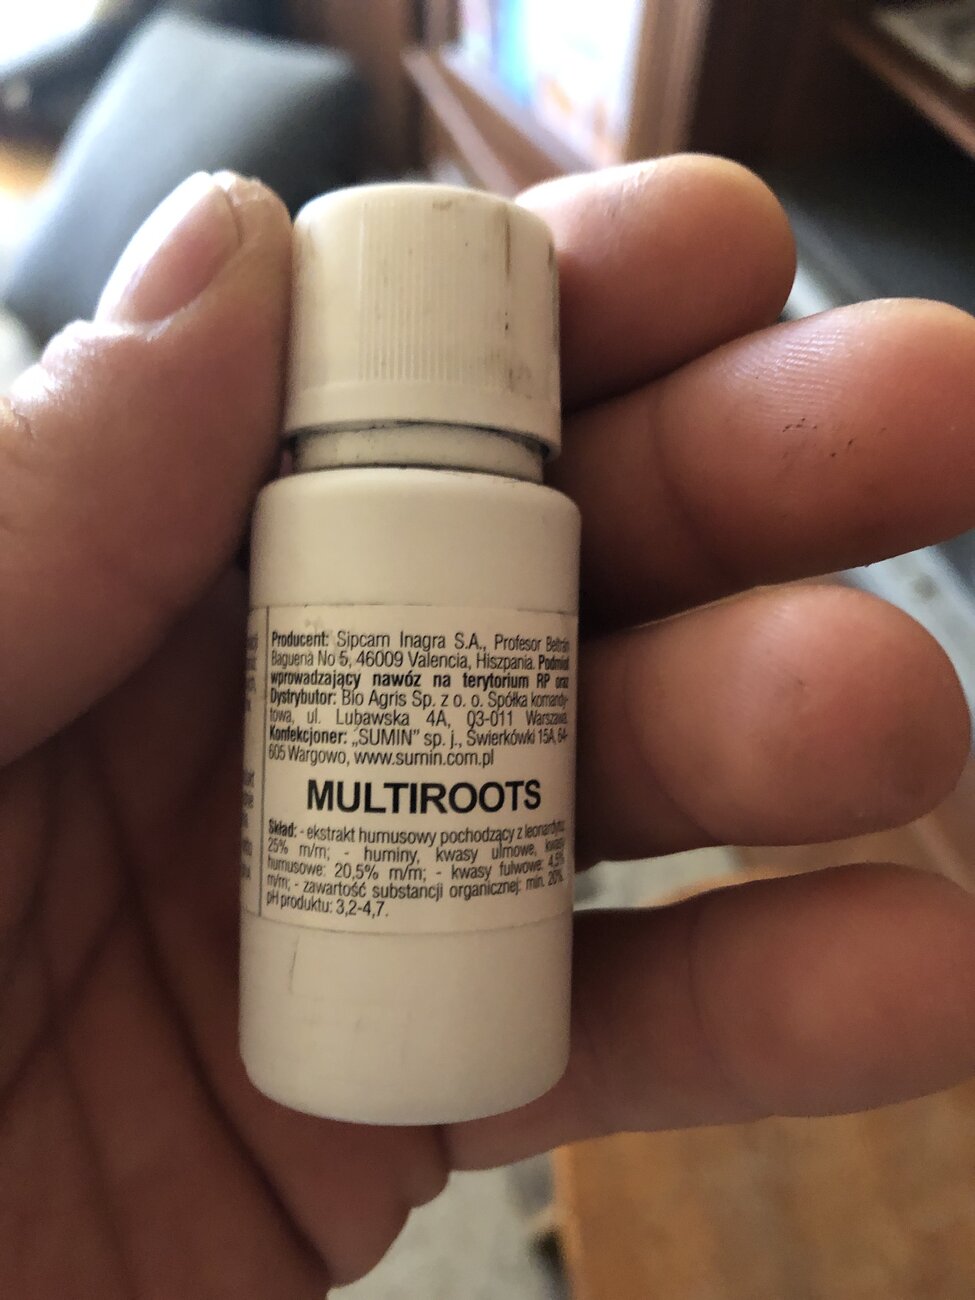 Producent: Sipcam Inagra S.A., Profesor Beltrán
Baguena No 5, 46009 Valencia, Hiszpania. Podmiot
wprowadzający nawóz na terytorium RP oraz
Dystrybutor: Bio Agris Sp. z o. o. Spółka komandy-
towa, ul. Lubawska 4A, 03-011 Warszawa.
Konfekcjoner: „SUMIN” sp. j., Swierkówki 15A, 64-
605 Wargowo, www.sumin.com.pl
MULTIROOTS
Skład: - ekstrakt humusowy pochodzący z leonardytu:
25% m/m; - huminy, kwasy ulmowe, kwasy
humusowe: 20,5% m/m; - kwasy fulwowe: 4,5%
m/m; - zawartość substancji organicznej: min. 20%.
pH produktu: 3,2-4,7.